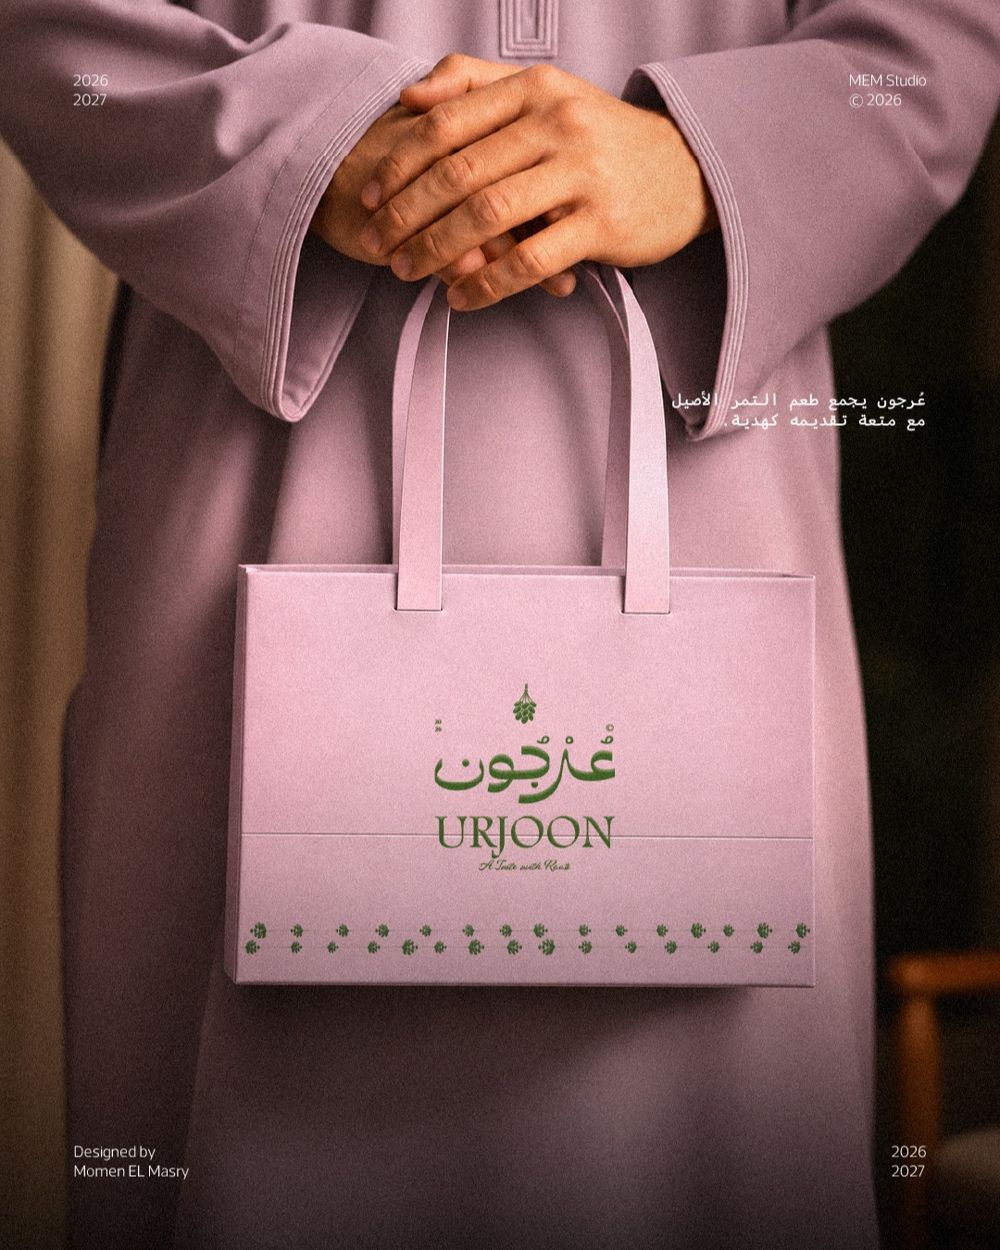 2026
2027
MEM Studio
© 2026
عُرجون يجمع طعم التمر الأصيل
مع متعة تقديمه كهدية.
عُرجون
URJOON
A Taste with Roots
Designed by
Momen EL Masry
2026
2027